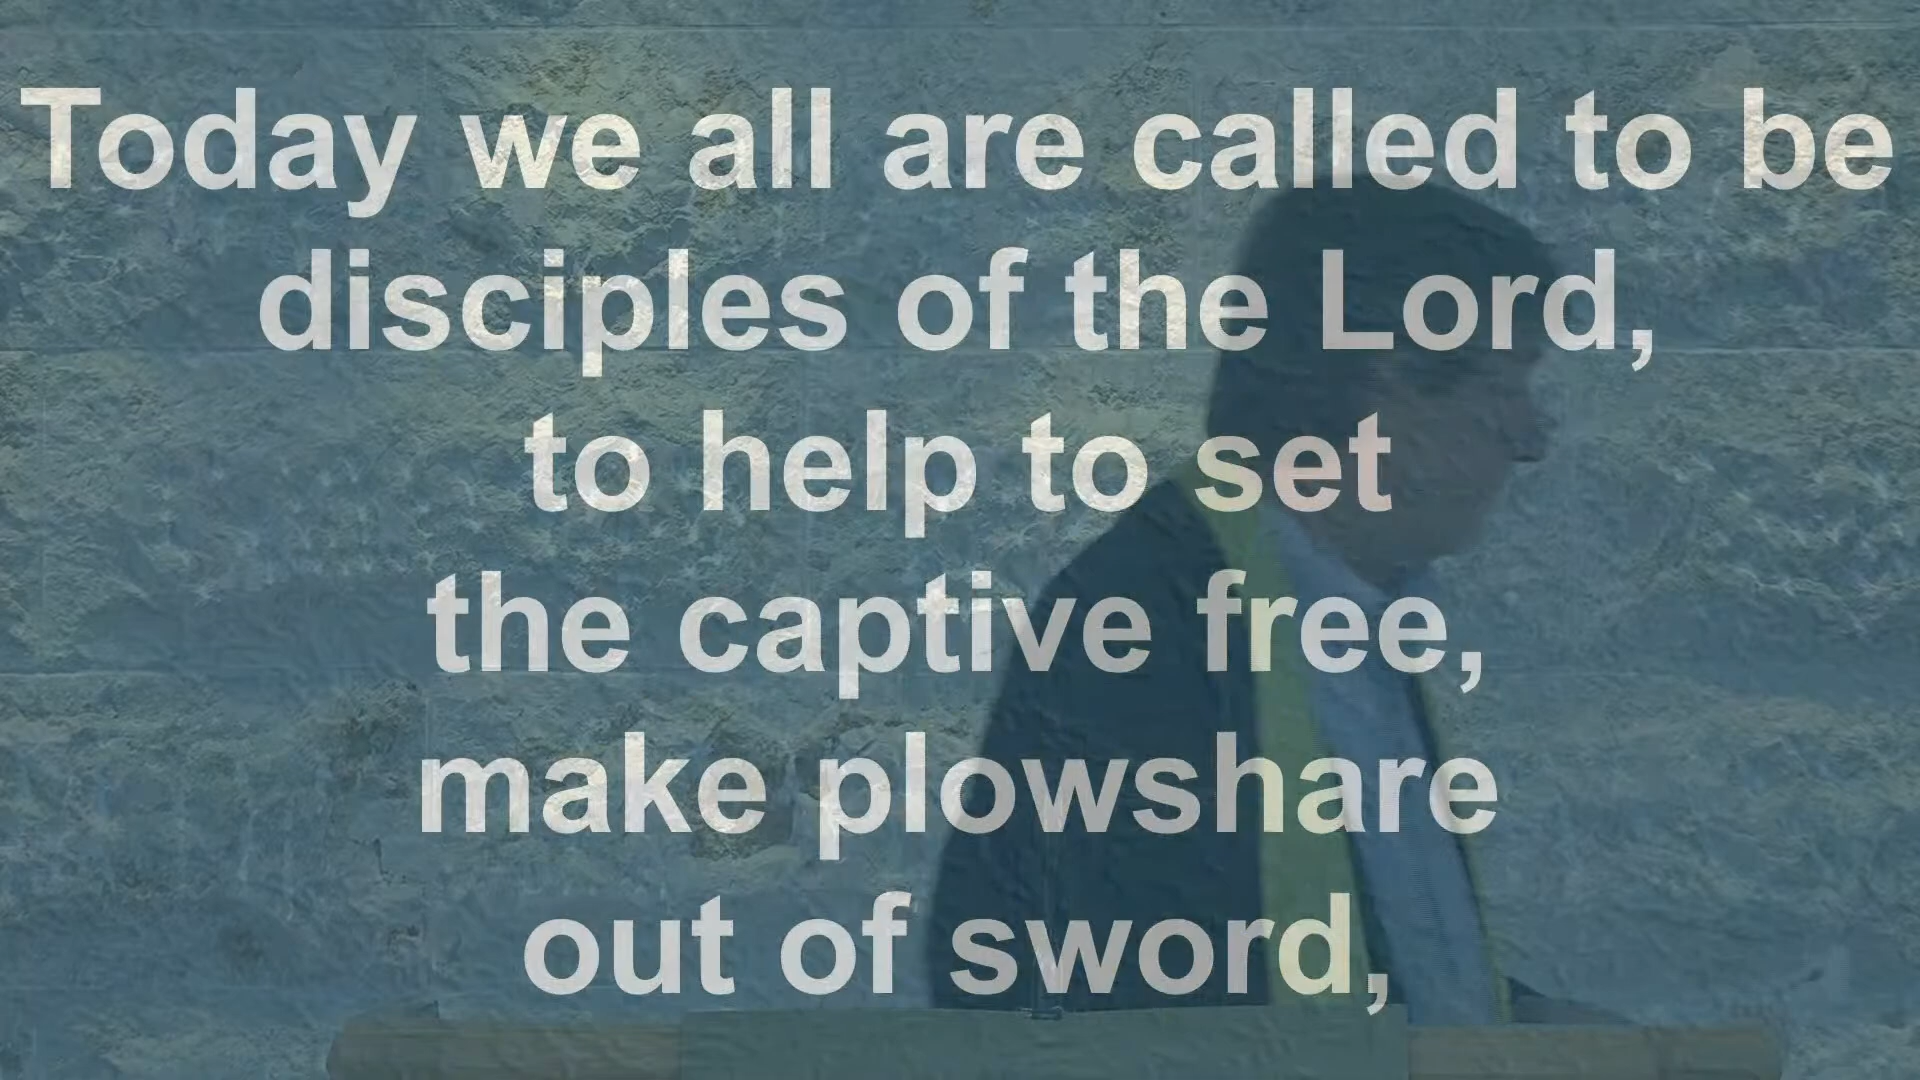 Today we all are called to be
disciples of the Lord,
to help to set
the captive free,
make plowshare
out of sword,